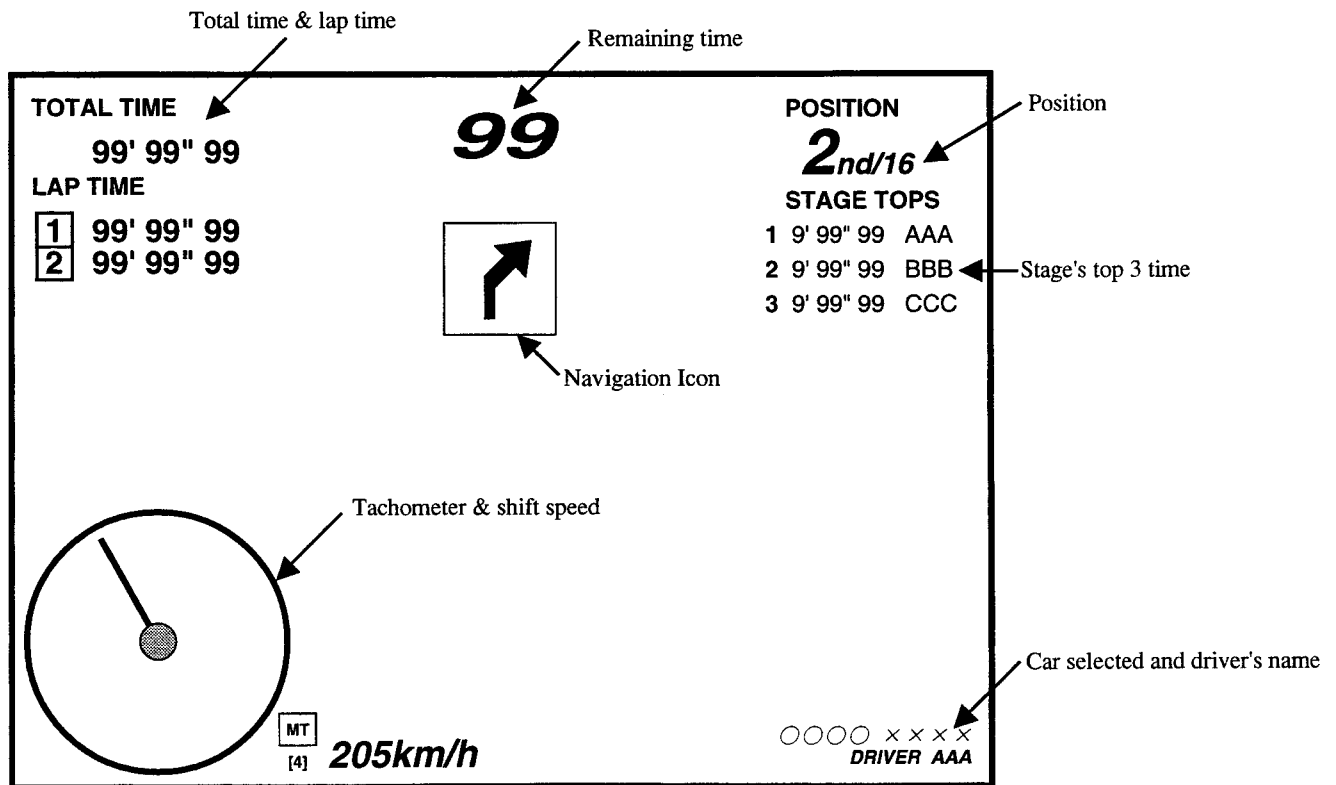 Total time & lap time
Remaining time
TOTAL TIME
99' 99" 99
LAP TIME
1 99' 99" 99
2 99' 99" 99
99
POSITION
2nd/16
Position
STAGE TOPS
1 9' 99" 99 AAA
2 9' 99" 99 BBB
3 9' 99" 99 CCC
Stage's top 3 time
Navigation Icon
Tachometer & shift speed
Car selected and driver's name
MT
[4] 205km/h
○○○○ ××××
DRIVER AAA